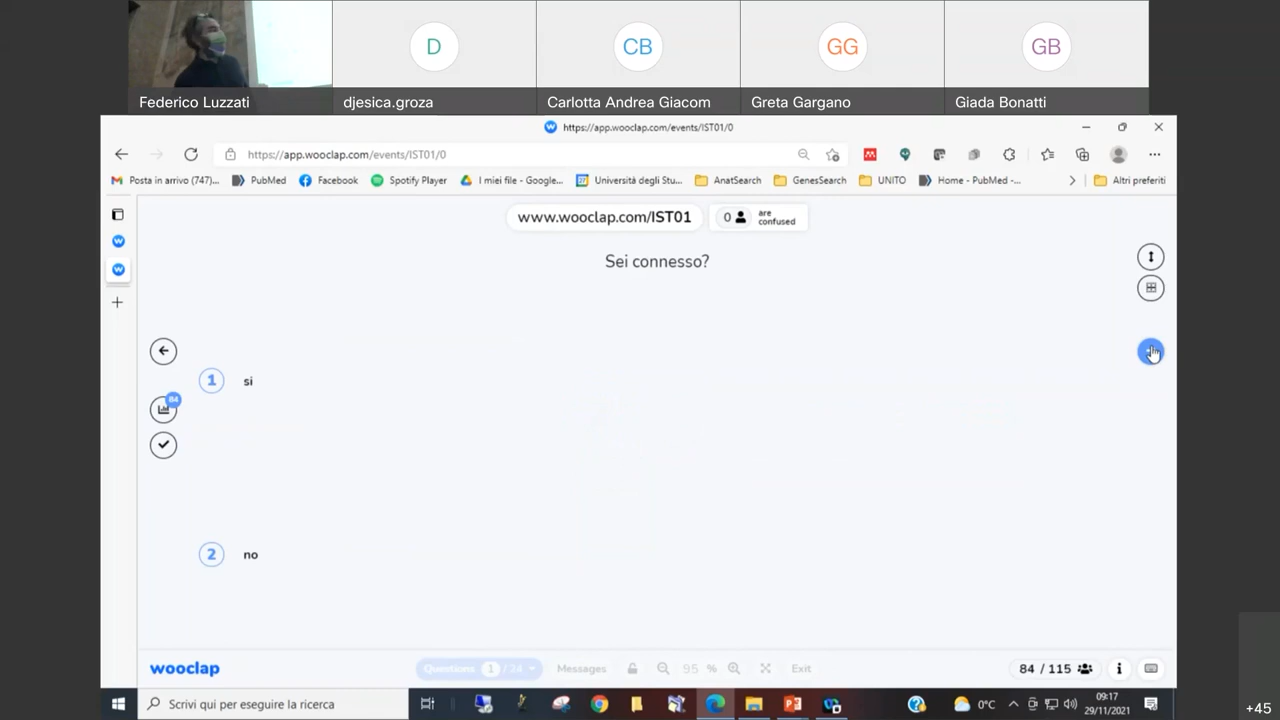 D
CB
GG
GB
Federico Luzzati
djesica.groza
Carlotta Andrea Giacom
Greta Gargano
Giada Bonatti
https://app.wooclap.com/events/IST01/0
https://app.wooclap.com/events/IST01/0
Posta in arrivo (747)...
PubMed
Facebook
Spotify Player
I miei file - Google...
Università degli Stu...
AnatSearch
GenesSearch
UNITO
Home - PubMed -...
Altri preferiti
www.wooclap.com/IST01
0
are
confused
Sei connesso?
1 si
84
2 no
wooclap
Questions 1 / 24
Messages
95 %
Exit
84 / 115
Scrivi qui per eseguire la ricerca
0°C
09:17
29/11/2021
+45